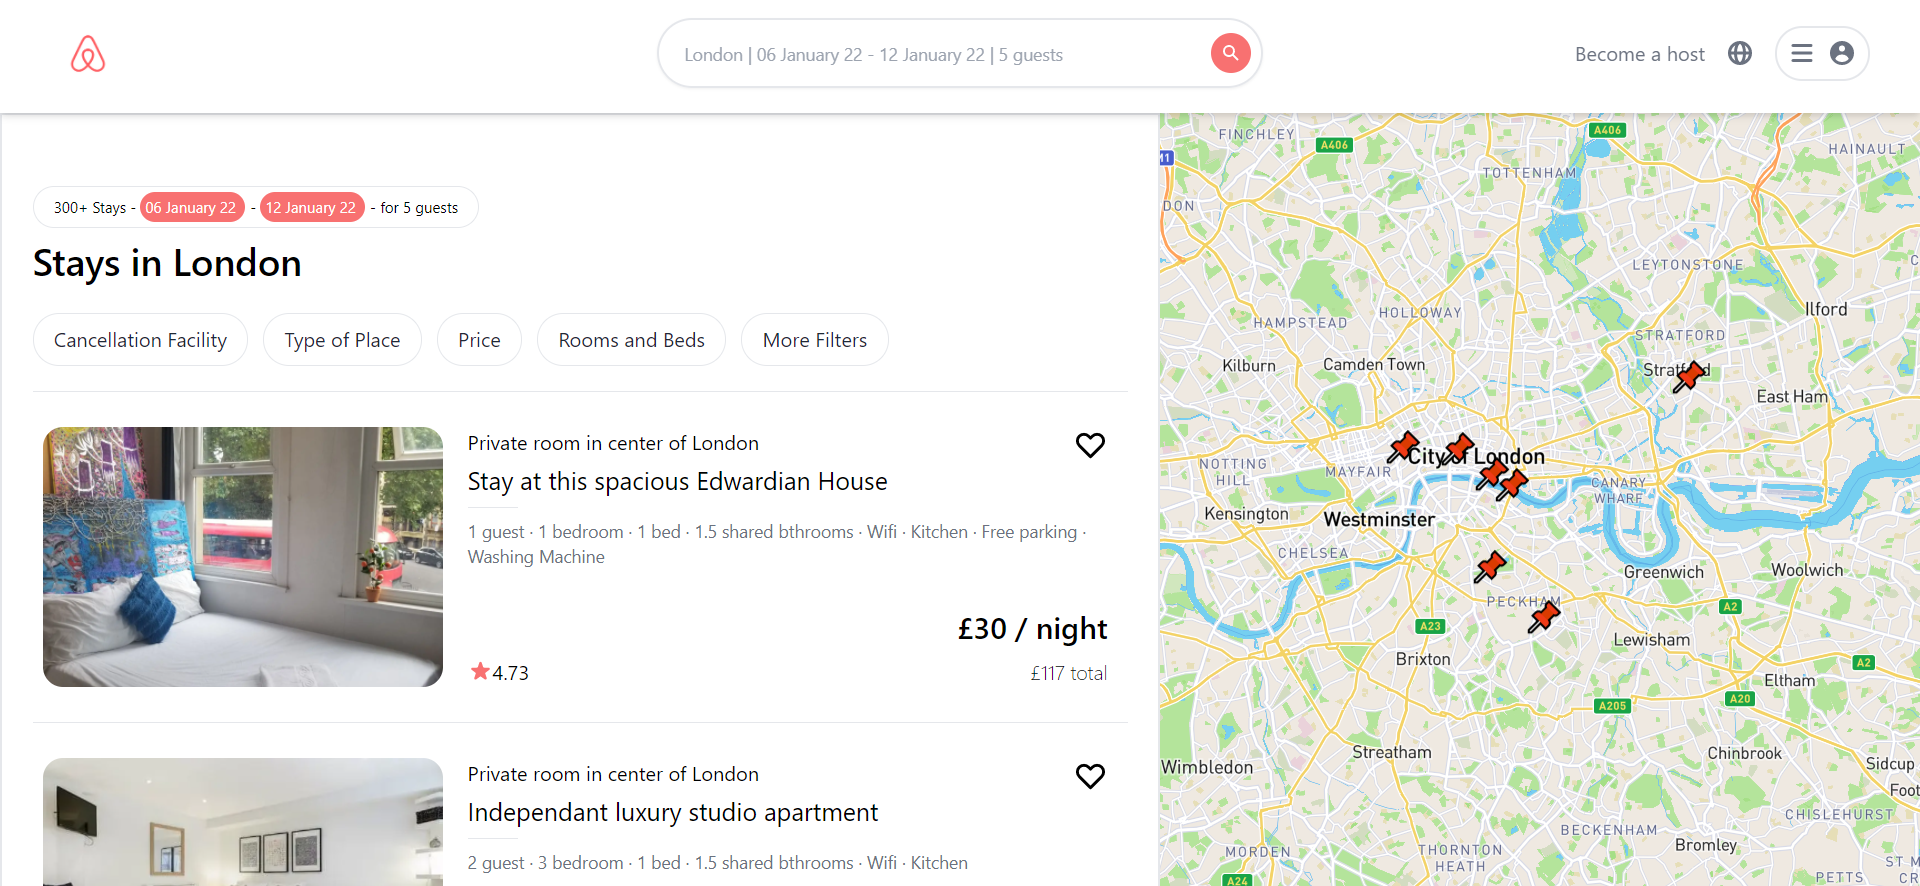 London | 06 January 22 - 12 January 22 | 5 guests
Become a host
300+ Stays - 06 January 22 - 12 January 22 - for 5 guests
Stays in London
Cancellation Facility
Type of Place
Price
Rooms and Beds
More Filters
Private room in center of London
Stay at this spacious Edwardian House
1 guest · 1 bedroom · 1 bed · 1.5 shared bthrooms · Wifi · Kitchen · Free parking ·
Washing Machine
£30 / night
4.73
£117 total
Private room in center of London
Independant luxury studio apartment
2 guest · 3 bedroom · 1 bed · 1.5 shared bthrooms · Wifi · Kitchen
FINCHLEY
A406
A406
HAINAULT
TOTTENHAM
DON
LEYTONSTONE
Ilford
HAMPSTEAD
HOLLOWAY
STRATFORD
Kilburn
Camden Town
Stratford
East Ham
City of London
NOTTING
HILL
MAYFAIR
CANARY
WHARF
Kensington
Westminster
CHELSEA
Greenwich
Woolwich
PECKHAM
A2
A23
Lewisham
Brixton
A2
Eltham
A20
A205
Streatham
Chinbrook
Wimbledon
Sidcup
Foot
CHISLEHURST
BECKENHAM
Bromley
MORDEN
THORNTON
HEATH
ST M
CR
PETTS
A24